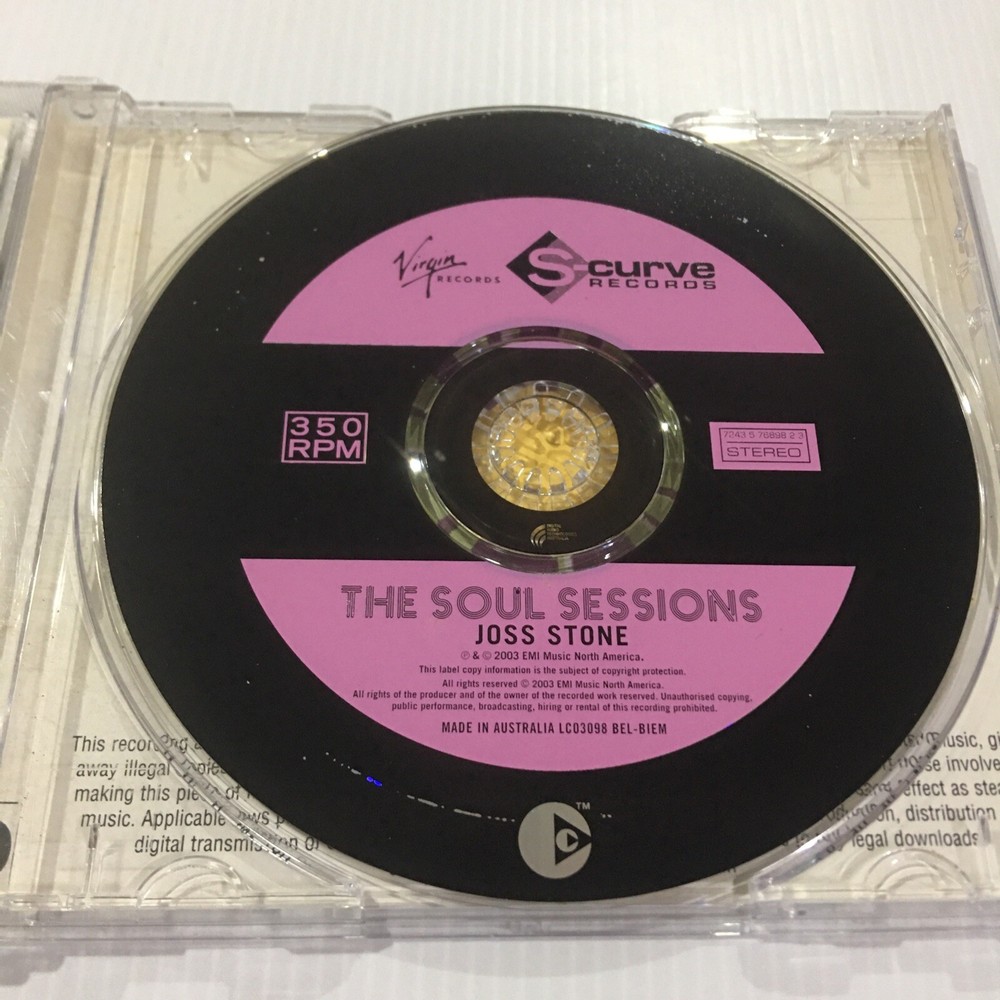 Virgin
RECORDS
S-curve
RECORDS
350
RPM
7243 5 76898 2 3
STEREO
THE SOUL SESSIONS
JOSS STONE
℗ & © 2003 EMI Music North America.
This label copy information is the subject of copyright protection.
All rights reserved © 2003 EMI Music North America.
All rights of the producer and of the owner of the recorded work reserved. Unauthorised copying,
public performance, broadcasting, hiring or rental of this recording prohibited.
MADE IN AUSTRALIA LC03098 BEL-BIEM
This music, gi
away illegal involve
making this of effect as stea
music. Applicable distribution
digital legal downloads
C ™